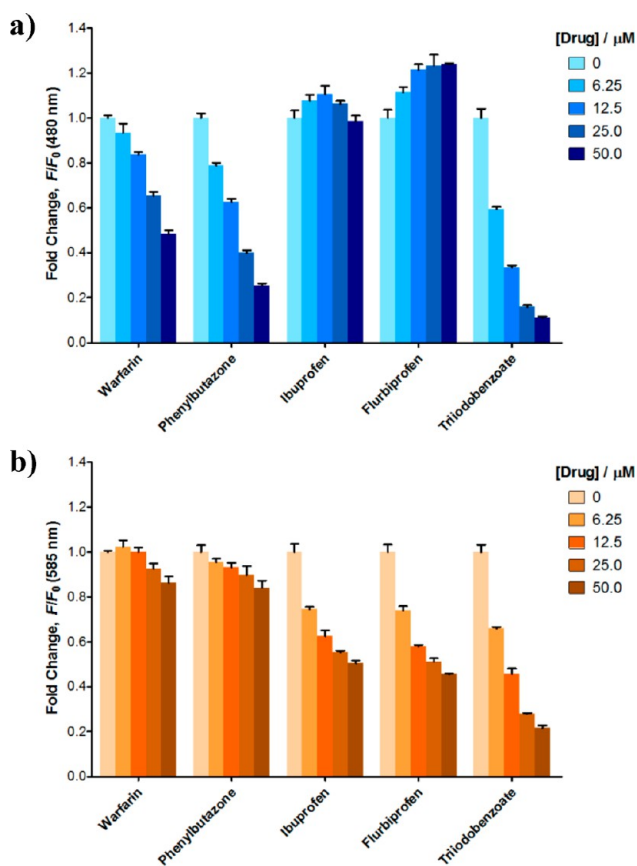 a)
Fold Change, F/F0 (480 nm)
1.4
1.2
1.0
0.8
0.6
0.4
0.2
0.0
Warfarin
Phenylbutazone
Ibuprofen
Flurbiprofen
Triiodobenzoate
[Drug] / μM
0
6.25
12.5
25.0
50.0
b)
Fold Change, F/F0 (585 nm)
1.4
1.2
1.0
0.8
0.6
0.4
0.2
0.0
Warfarin
Phenylbutazone
Ibuprofen
Flurbiprofen
Triiodobenzoate
[Drug] / μM
0
6.25
12.5
25.0
50.0